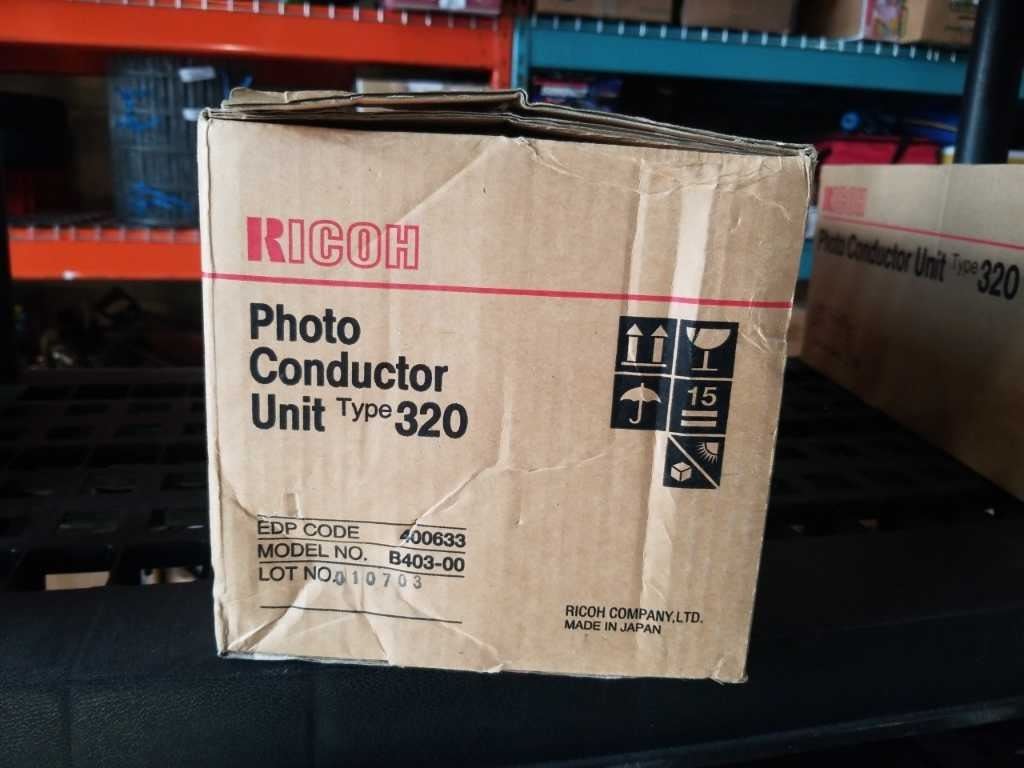 RICOH
Photo
Conductor
Unit Type 320
15
EDP CODE 400633
MODEL NO. B403-00
LOT NO. 010703
RICOH COMPANY,LTD.
MADE IN JAPAN
RICOH
Photo Conductor Unit Type 320